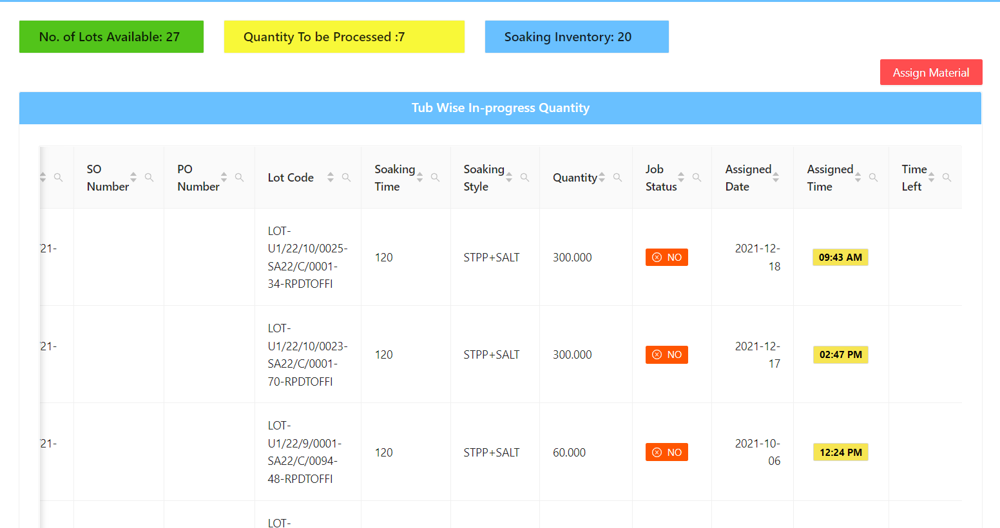 No. of Lots Available: 27
Quantity To be Processed :7
Soaking Inventory: 20
Assign Material
Tub Wise In-progress Quantity
SO
Number
PO
Number
Lot Code
Soaking
Time
Soaking
Style
Quantity
Job
Status
Assigned
Date
Assigned
Time
Time
Left
/21-
LOT-
U1/22/10/0025-
SA22/C/0001-
34-RPDTOFFI
120
STPP+SALT
300.000
NO
2021-12-
18
09:43 AM
/21-
LOT-
U1/22/10/0023-
SA22/C/0001-
70-RPDTOFFI
120
STPP+SALT
300.000
NO
2021-12-
17
02:47 PM
/21-
LOT-
U1/22/9/0001-
SA22/C/0094-
48-RPDTOFFI
120
STPP+SALT
60.000
NO
2021-10-
06
12:24 PM
LOT-